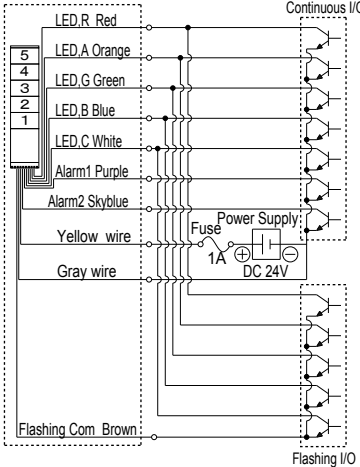 Continuous I/O
LED,R Red
LED,A Orange
LED,G Green
LED,B Blue
LED,C White
Alarm1 Purple
Alarm2 Skyblue
5
4
3
2
1
Yellow wire
Fuse
1A
Power Supply
DC 24V
Gray wire
Flashing Com Brown
Flashing I/O